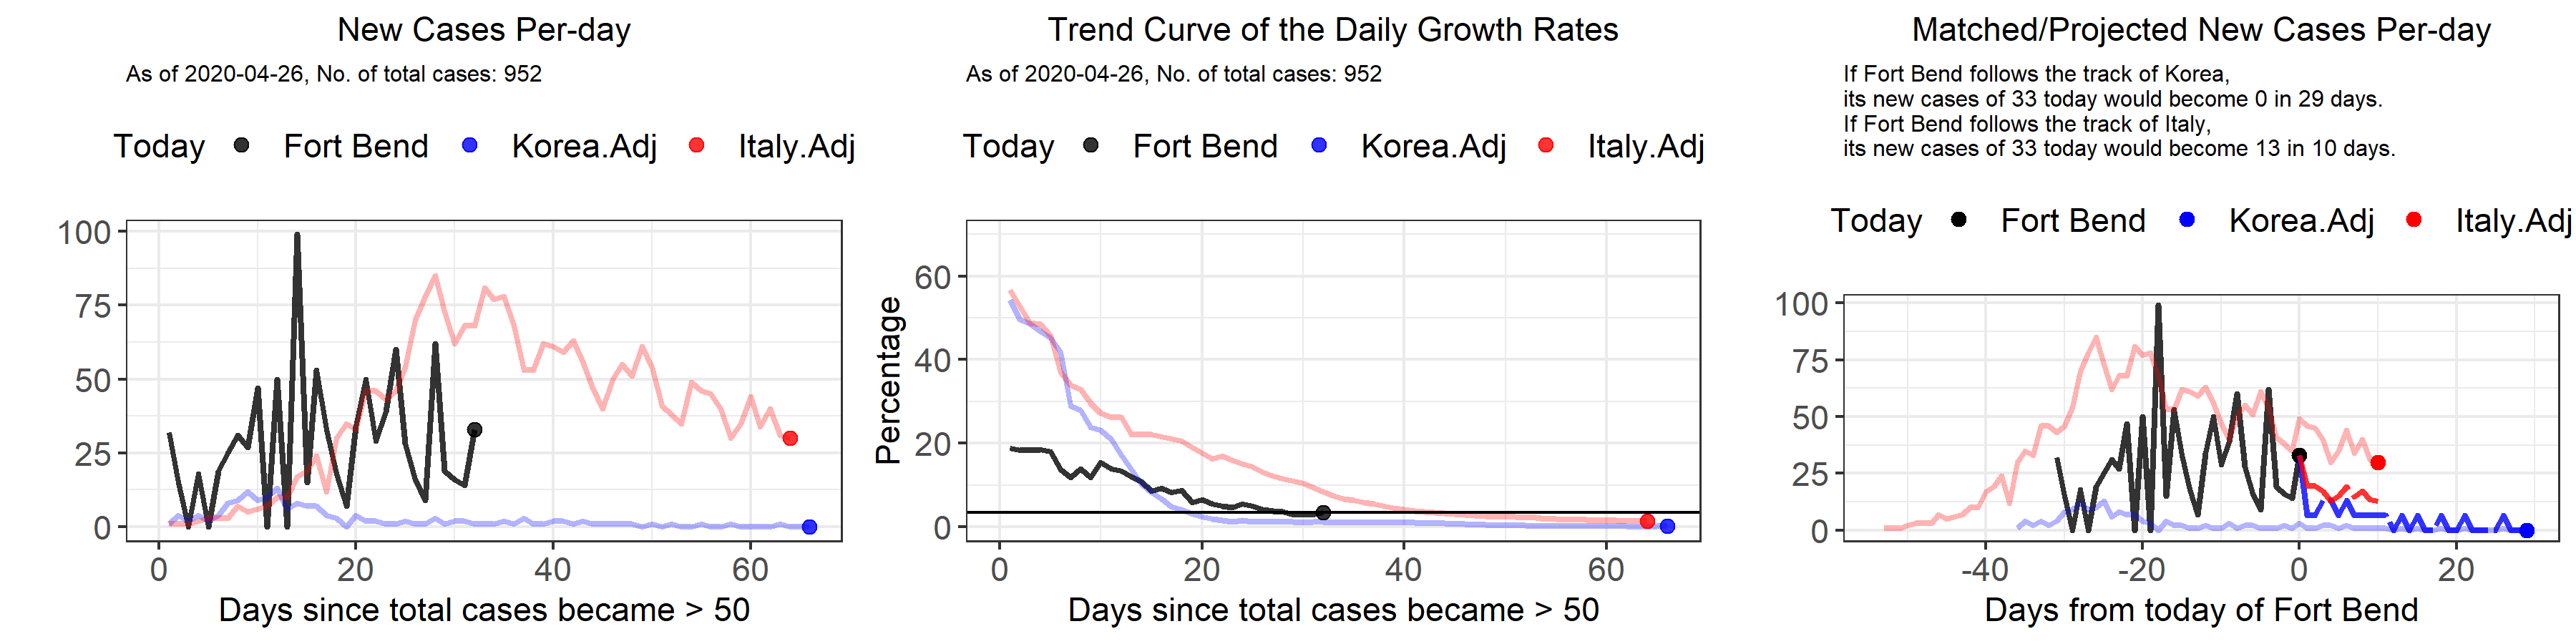 New Cases Per-day
As of 2020-04-26, No. of total cases: 952
Today Fort Bend Korea.Adj Italy.Adj
100
75
50
25
0
0 20 40 60
Days since total cases became > 50
Trend Curve of the Daily Growth Rates
As of 2020-04-26, No. of total cases: 952
Today Fort Bend Korea.Adj Italy.Adj
Percentage
60
40
20
0
0 20 40 60
Days since total cases became > 50
Matched/Projected New Cases Per-day
If Fort Bend follows the track of Korea,
its new cases of 33 today would become 0 in 29 days.
If Fort Bend follows the track of Italy,
its new cases of 33 today would become 13 in 10 days.
Today Fort Bend Korea.Adj Italy.Adj
100
75
50
25
0
-40 -20 0 20
Days from today of Fort Bend